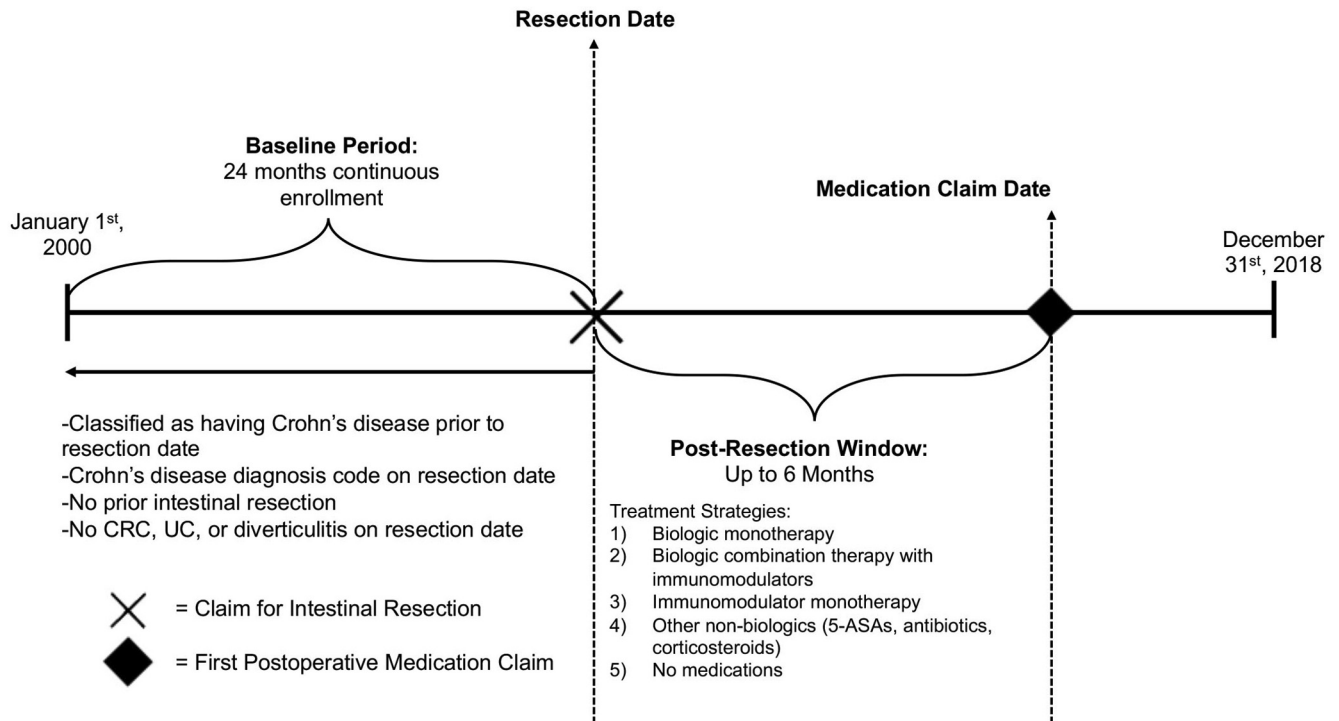 Resection Date
Baseline Period:
24 months continuous
enrollment
Medication Claim Date
January 1st,
2000
December
31st, 2018
-Classified as having Crohn’s disease prior to
resection date
-Crohn’s disease diagnosis code on resection date
-No prior intestinal resection
-No CRC, UC, or diverticulitis on resection date
Post-Resection Window:
Up to 6 Months
Treatment Strategies:
1) Biologic monotherapy
2) Biologic combination therapy with
immunomodulators
3) Immunomodulator monotherapy
4) Other non-biologics (5-ASAs, antibiotics,
corticosteroids)
5) No medications
= Claim for Intestinal Resection
= First Postoperative Medication Claim